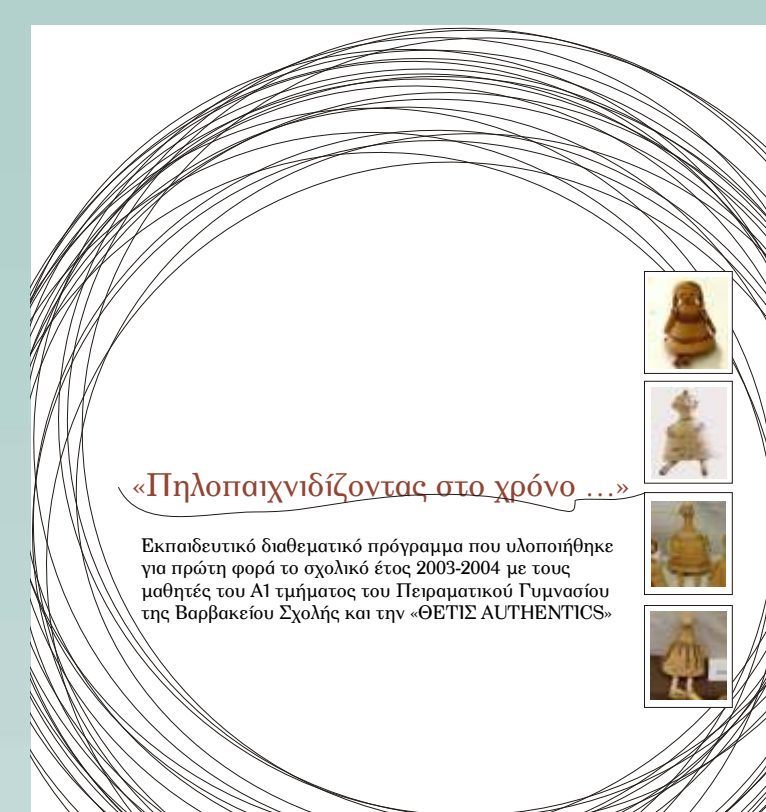 «Πηλοπαιχνιδίζοντας στο χρόνο ...»
Εκπαιδευτικό διαθεματικό πρόγραμμα που υλοποιήθηκε
για πρώτη φορά το σχολικό έτος 2003-2004 με τους
μαθητές του Α1 τμήματος του Πειραματικού Γυμνασίου
της Βαρβακείου Σχολής και την «ΘΕΤΙΣ AUTHENTICS»